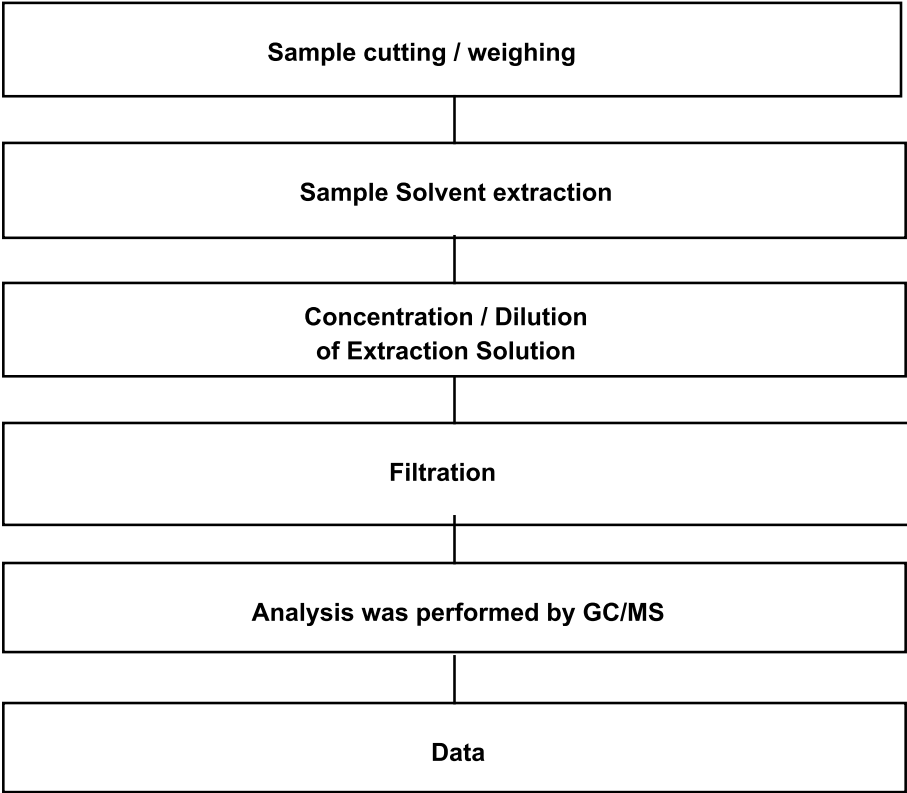 Sample cutting / weighing
Sample Solvent extraction
Concentration / Dilution
of Extraction Solution
Filtration
Analysis was performed by GC/MS
Data